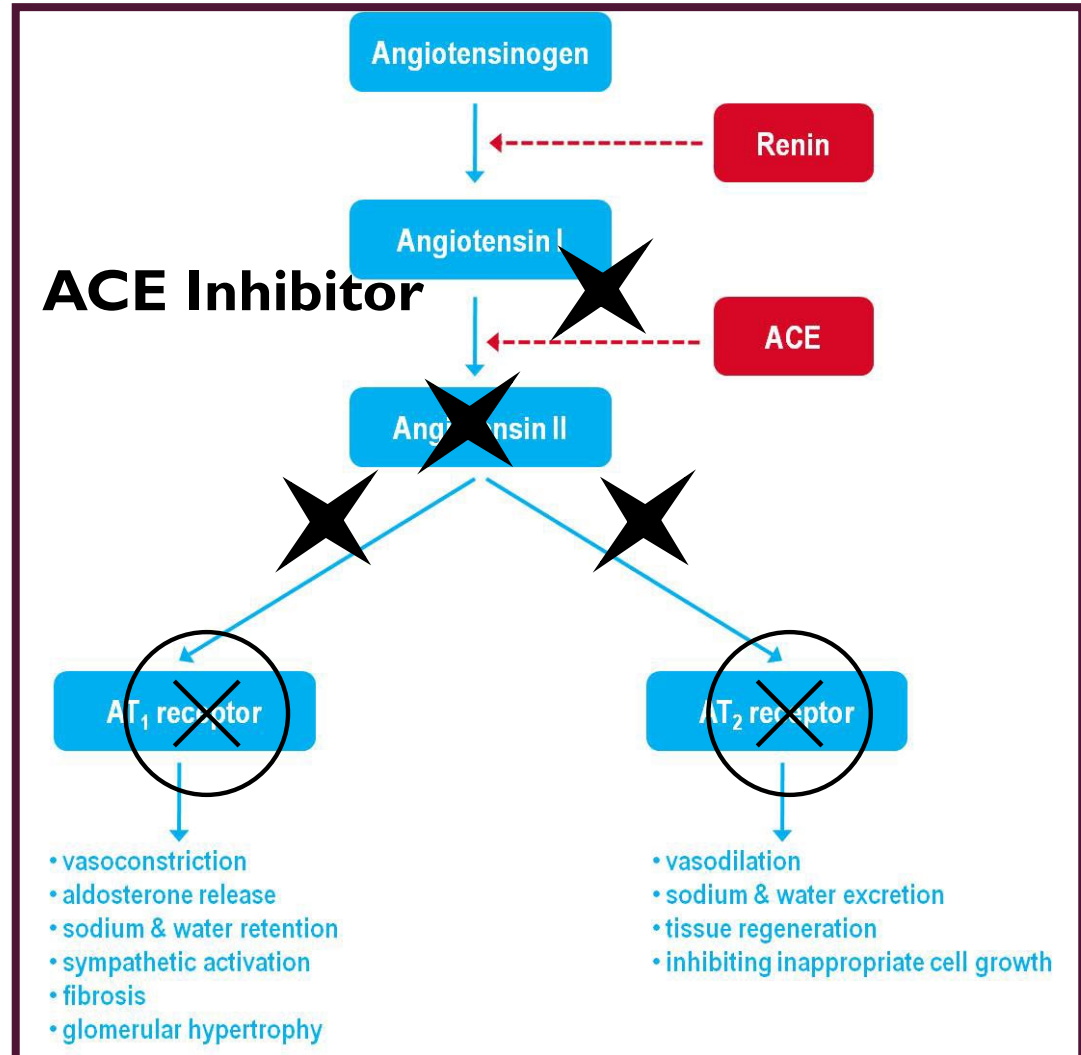 Angiotensinogen
Renin
Angiotensin I
ACE Inhibitor
ACE
Angiotensin II
AT₁ receptor
AT₂ receptor
• vasoconstriction
• aldosterone release
• sodium & water retention
• sympathetic activation
• fibrosis
• glomerular hypertrophy
• vasodilation
• sodium & water excretion
• tissue regeneration
• inhibiting inappropriate cell growth